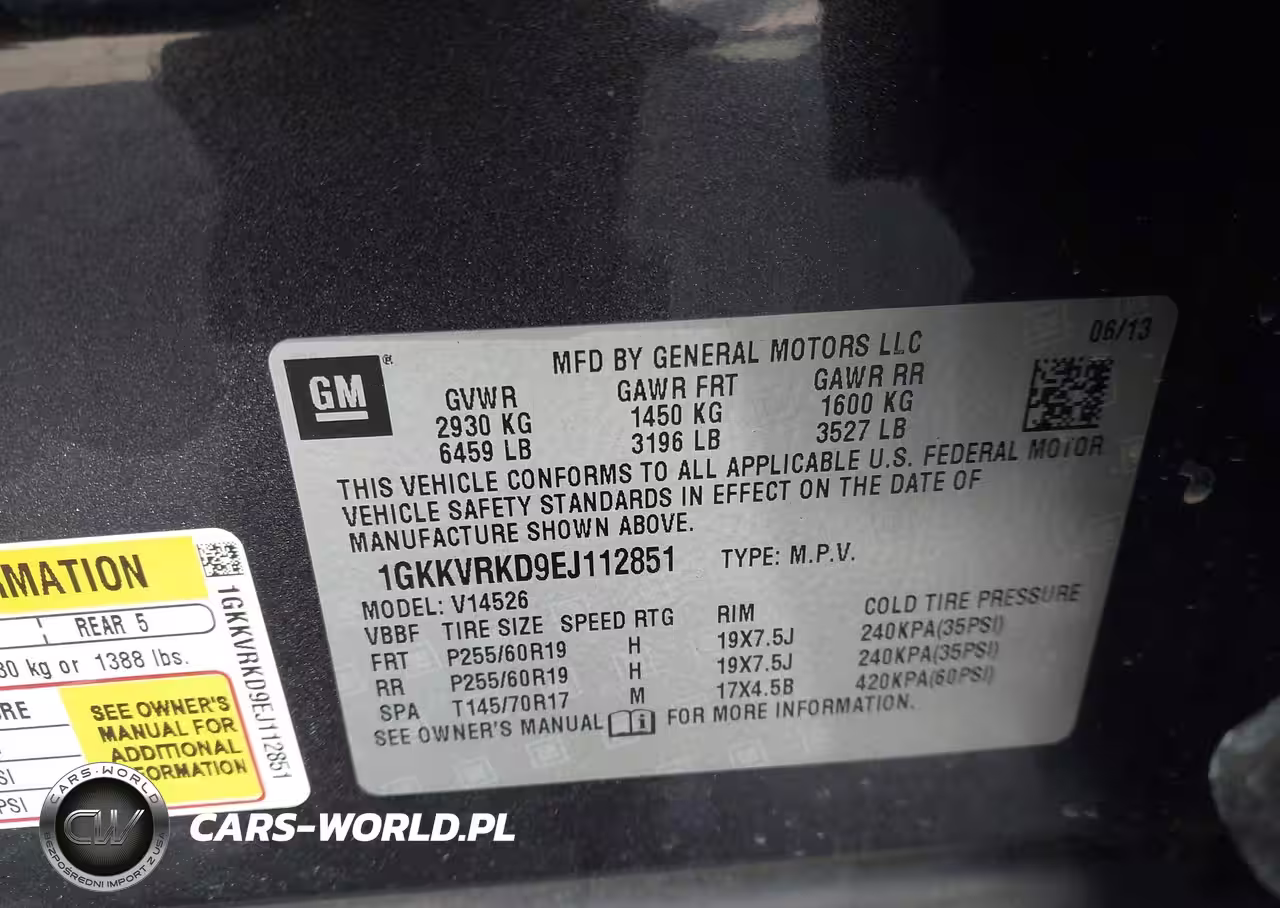 06/13
GM
®
MFD BY GENERAL MOTORS LLC
GVWR GAWR FRT GAWR RR
2930 KG 1450 KG 1600 KG
6459 LB 3196 LB 3527 LB
THIS VEHICLE CONFORMS TO ALL APPLICABLE U.S. FEDERAL MOTOR
VEHICLE SAFETY STANDARDS IN EFFECT ON THE DATE OF
MANUFACTURE SHOWN ABOVE.
1GKKVRKD9EJ112851 TYPE: M.P.V.
MODEL: V14526
VBBF TIRE SIZE SPEED RTG RIM COLD TIRE PRESSURE
FRT P255/60R19 H 19X7.5J 240KPA(35PSI)
RR P255/60R19 H 19X7.5J 240KPA(35PSI)
SPA T145/70R17 M 17X4.5B 420KPA(60PSI)
SEE OWNER'S MANUAL i FOR MORE INFORMATION.
MATION
REAR 5
30 kg or 1388 lbs.
RE
SEE OWNER'S
MANUAL FOR
ADDITIONAL
FORMATION
SI
PSI
1GKKVRKD9EJ112851
CARS-WORLD
CW
BEZPOŚREDNI IMPORT Z USA
CARS-WORLD.PL